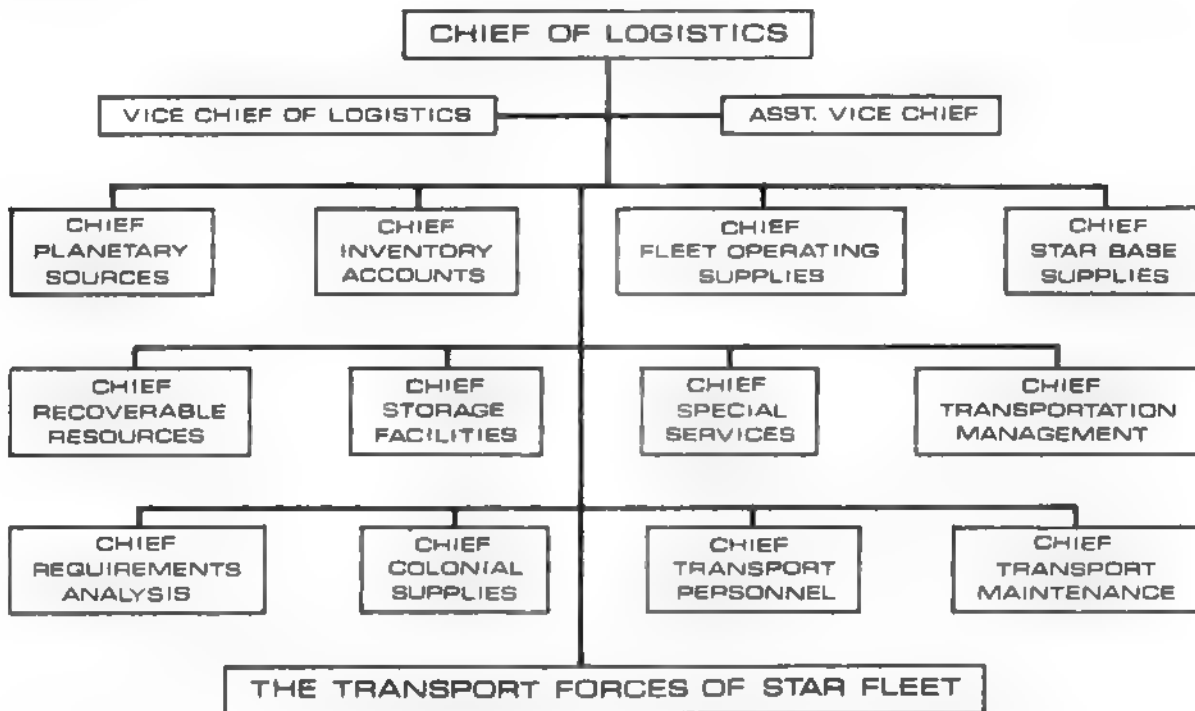 CHIEF OF LOGISTICS
VICE CHIEF OF LOGISTICS
ASST. VICE CHIEF
CHIEF
PLANETARY
SOURCES
CHIEF
INVENTORY
ACCOUNTS
CHIEF
FLEET OPERATING
SUPPLIES
CHIEF
STAR BASE
SUPPLIES
CHIEF
RECOVERABLE
RESOURCES
CHIEF
STORAGE
FACILITIES
CHIEF
SPECIAL
SERVICES
CHIEF
TRANSPORTATION
MANAGEMENT
CHIEF
REQUIREMENTS
ANALYSIS
CHIEF
COLONIAL
SUPPLIES
CHIEF
TRANSPORT
PERSONNEL
CHIEF
TRANSPORT
MAINTENANCE
THE TRANSPORT FORCES OF STAR FLEET